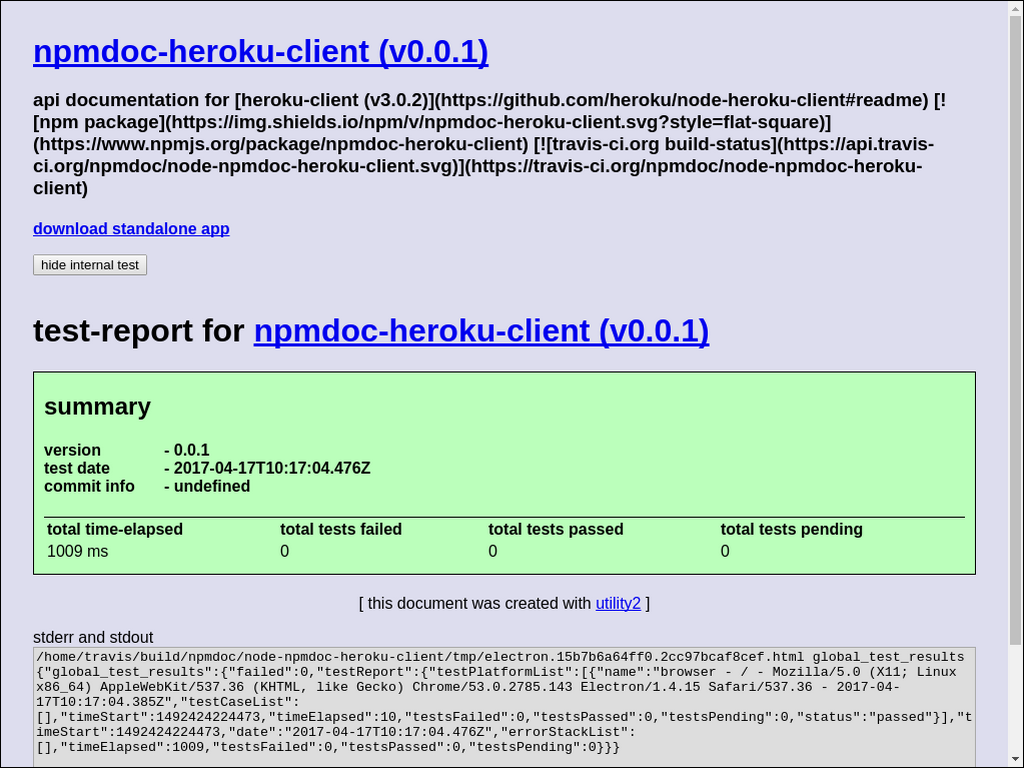 npmdoc-heroku-client (v0.0.1)
api documentation for [heroku-client (v3.0.2)](https://github.com/heroku/node-heroku-client#readme) [!
[npm package](https://img.shields.io/npm/v/npmdoc-heroku-client.svg?style=flat-square)]
(https://www.npmjs.org/package/npmdoc-heroku-client) [![travis-ci.org build-status](https://api.travis-
ci.org/npmdoc/node-npmdoc-heroku-client.svg)](https://travis-ci.org/npmdoc/node-npmdoc-heroku-
client)
download standalone app
hide internal test
test-report for npmdoc-heroku-client (v0.0.1)
summary
version - 0.0.1
test date - 2017-04-17T10:17:04.476Z
commit info - undefined
total time-elapsed total tests failed total tests passed total tests pending
1009 ms 0 0 0
[ this document was created with utility2 ]
stderr and stdout
/home/travis/build/npmdoc/node-npmdoc-heroku-client/tmp/electron.15b7b6a64ff0.2cc97bcaf8cef.html global_test_results
{"global_test_results":{"failed":0,"testReport":{"testPlatformList":[{"name":"browser - / - Mozilla/5.0 (X11; Linux
x86_64) AppleWebKit/537.36 (KHTML, like Gecko) Chrome/53.0.2785.143 Electron/1.4.15 Safari/537.36 - 2017-04-
17T10:17:04.385Z","testCaseList":
[],"timeStart":1492424224473,"timeElapsed":10,"testsFailed":0,"testsPassed":0,"testsPending":0,"status":"passed"}],"t
imeStart":1492424224473,"date":"2017-04-17T10:17:04.476Z","errorStackList":
[],"timeElapsed":1009,"testsFailed":0,"testsPassed":0,"testsPending":0}}}